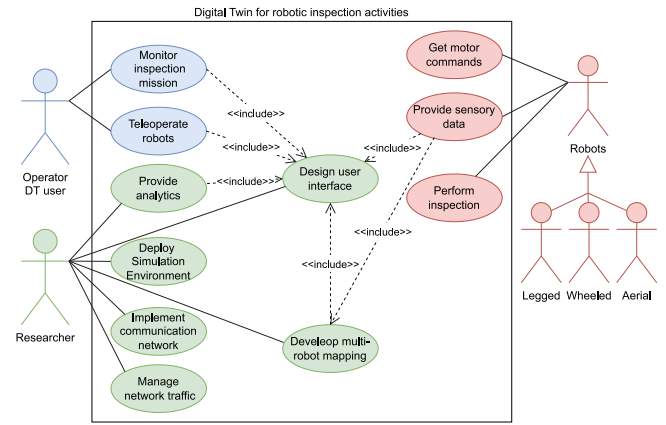 Digital Twin for robotic inspection activities
Monitor
inspection
mission
Get motor
commands
<<include>>
Provide sensory
data
Teleoperate
robots
<<include>>
<<include>>
Operator
DT user
Robots
Provide
analytics
<<include>>
Design user
interface
Perform
inspection
<<include>>
Deploy
Simulation
Environment
<<include>>
Legged
Wheeled
Aerial
Researcher
Implement
communication
network
Develeop multi-
robot mapping
Manage
network traffic